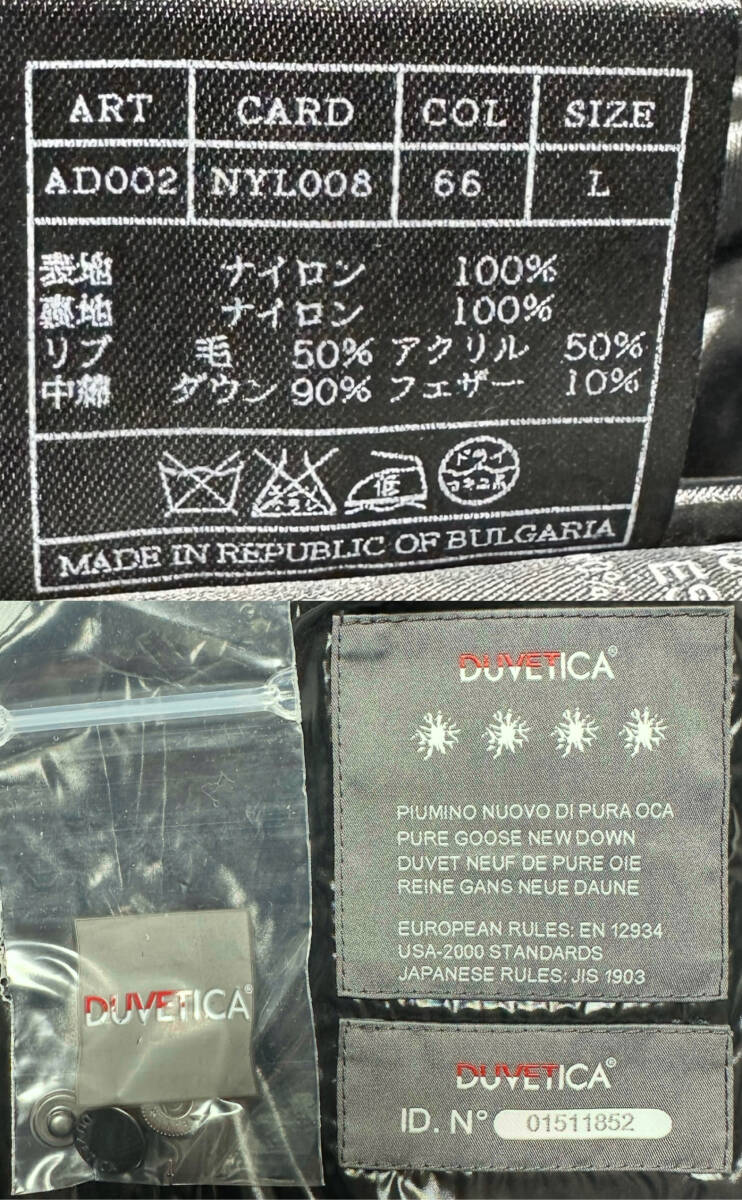 ART CARD COL SIZE
AD002 NYL008 66 L
表地 ナイロン 100%
裏地 ナイロン 100%
リブ 毛 50% アクリル 50%
中綿 ダウン 90% フェザー 10%
低 ドライ
MADE IN REPUBLIC OF BULGARIA
DUVETICA®
DUVETICA®
PIUMINO NUOVO DI PURA OCA
PURE GOOSE NEW DOWN
DUVET NEUF DE PURE OIE
REINE GANS NEUE DAUNE
EUROPEAN RULES: EN 12934
USA-2000 STANDARDS
JAPANESE RULES: JIS 1903
DUVETICA®
ID. N° 01511852